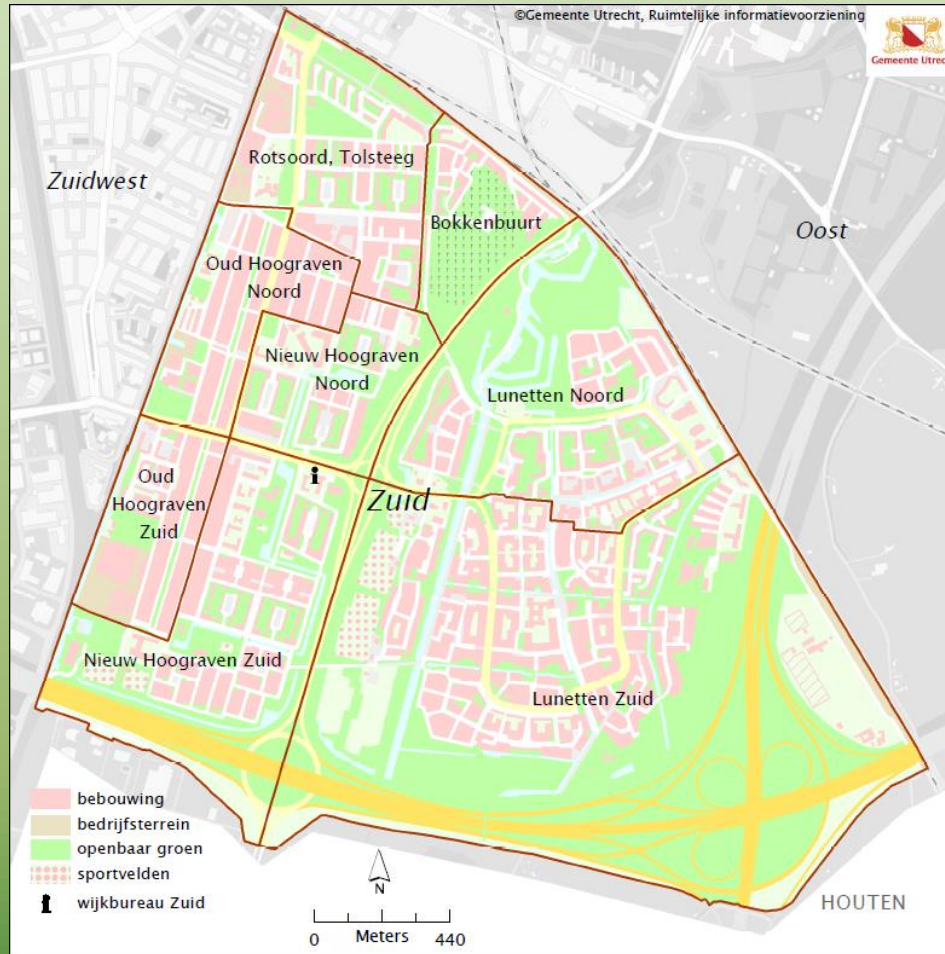 ©Gemeente Utrecht, Ruimtelijke informatievoorziening
Gemeente Utrec
Zuidwest
Rotsoord, Tolsteeg
Bokkenbuurt
Oost
Oud Hoograven
Noord
Nieuw Hoograven
Noord
Lunetten Noord
Oud
Hoograven
Zuid
Zuid
Nieuw Hoograven Zuid
Lunetten Zuid
bebouwing
bedrijfsterrein
openbaar groen
sportvelden
wijkbureau Zuid
N
0 Meters 440
HOUTEN